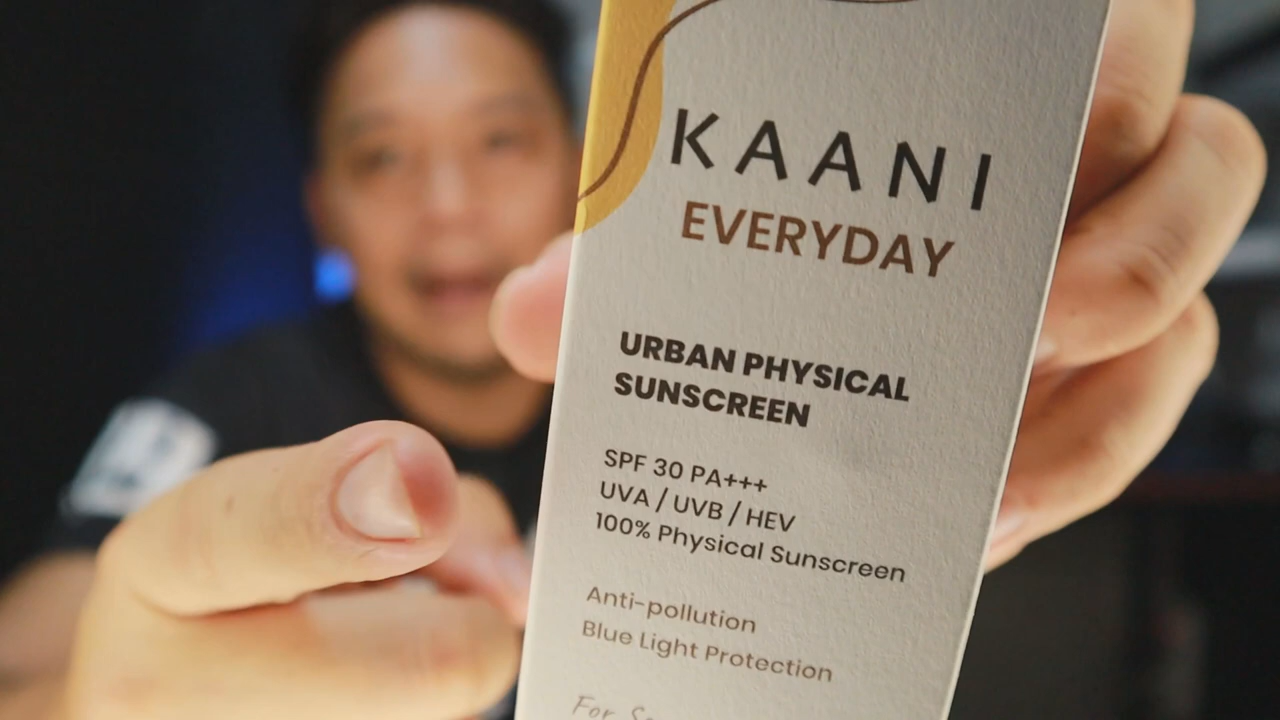 KAANI
EVERYDAY
URBAN PHYSICAL
SUNSCREEN
SPF 30 PA+++
UVA / UVB / HEV
100% Physical Sunscreen
Anti-pollution
Blue Light Protection
For